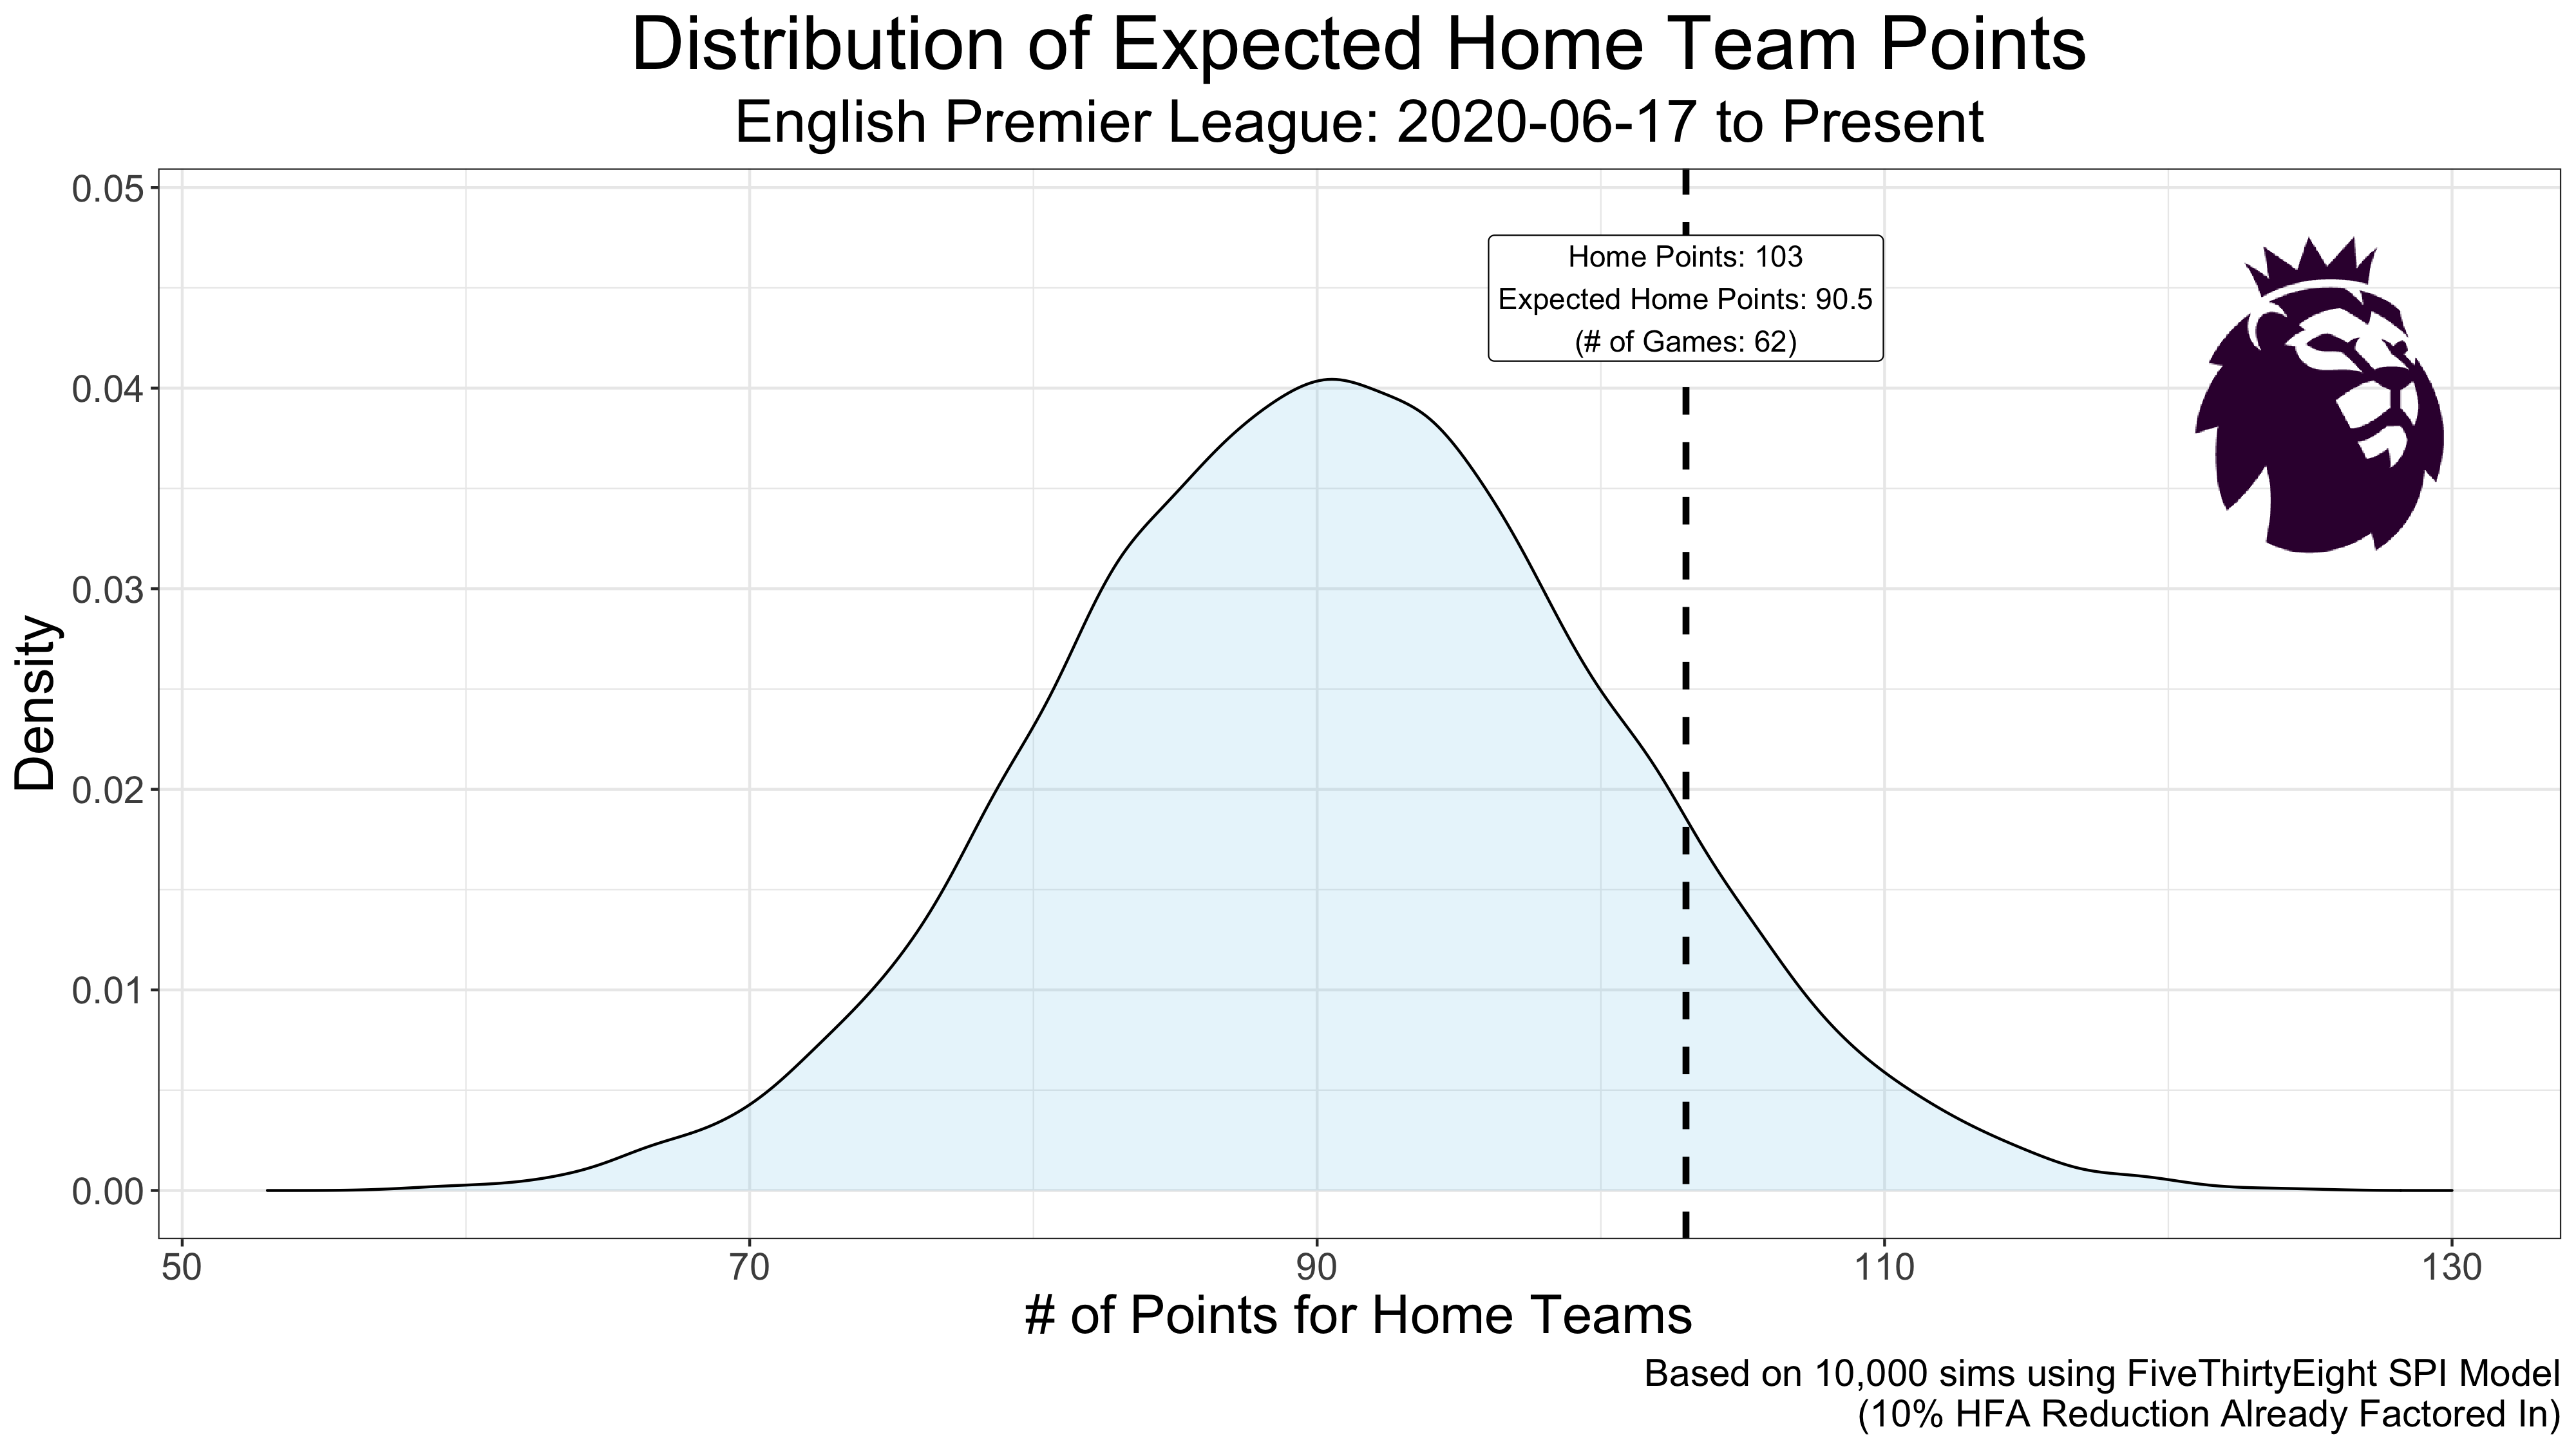 Distribution of Expected Home Team Points
English Premier League: 2020-06-17 to Present
0.05
Home Points: 103
Expected Home Points: 90.5
(# of Games: 62)
0.04
0.03
Density
0.02
0.01
0.00
50 70 90 110 130
# of Points for Home Teams
Based on 10,000 sims using FiveThirtyEight SPI Model
(10% HFA Reduction Already Factored In)